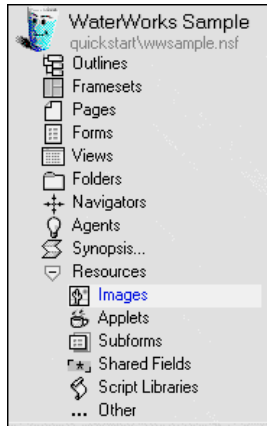 WaterWorks Sample
quickstart\wwsample.nsf
Outlines
Framesets
Pages
Forms
Views
Folders
Navigators
Agents
Synopsis...
Resources
Images
Applets
Subforms
Shared Fields
Script Libraries
... Other